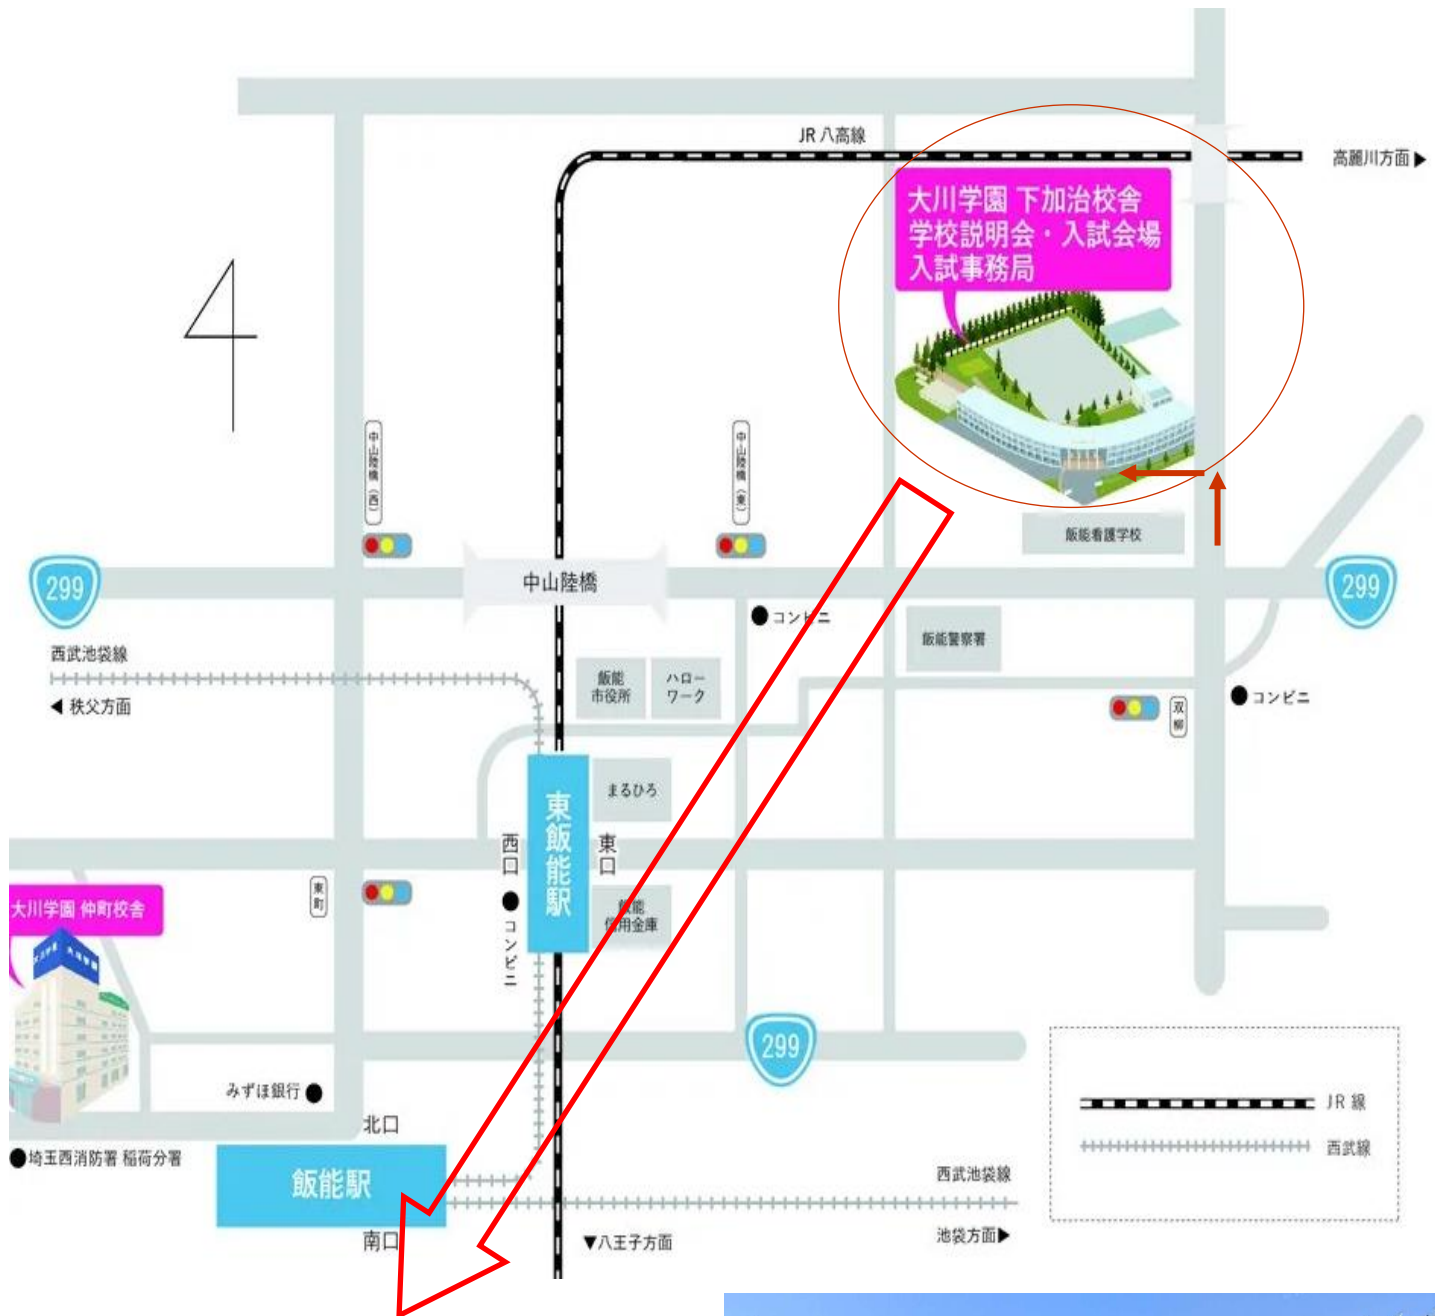 JR 八高線
高麗川方面▶
大川学園 下加治校舎
学校説明会・入試会場
入試事務局
中山陸橋(西)
中山陸橋(東)
飯能看護学校
299
中山陸橋
299
コンビニ
飯能警察署
西武池袋線
◀ 秩父方面
飯能
市役所
ハロー
ワーク
双柳
コンビニ
まるひろ
東飯能駅
西口
東口
東町
大川学園 仲町校舎
コンビニ
飯能
信用金庫
大川学園
299
みずほ銀行
北口
JR 線
西武線
埼玉西消防署 稲荷分署
飯能駅
西武池袋線
南口
▼八王子方面
池袋方面▶